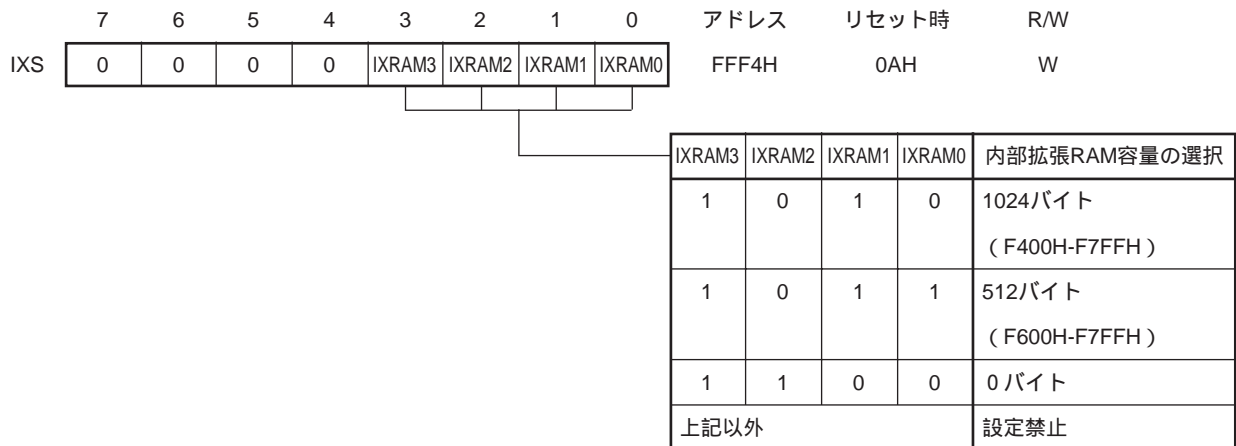 7 6 5 4 3 2 1 0 アドレス リセット時 R/W
IXS 0 0 0 0 IXRAM3 IXRAM2 IXRAM1 IXRAM0 FFF4H 0AH W
IXRAM3 IXRAM2 IXRAM1 IXRAM0 内部拡張RAM容量の選択
1 0 1 0 1024バイト
（F400H-F7FFH）
1 0 1 1 512バイト
（F600H-F7FFH）
1 1 0 0 0バイト
上記以外 設定禁止